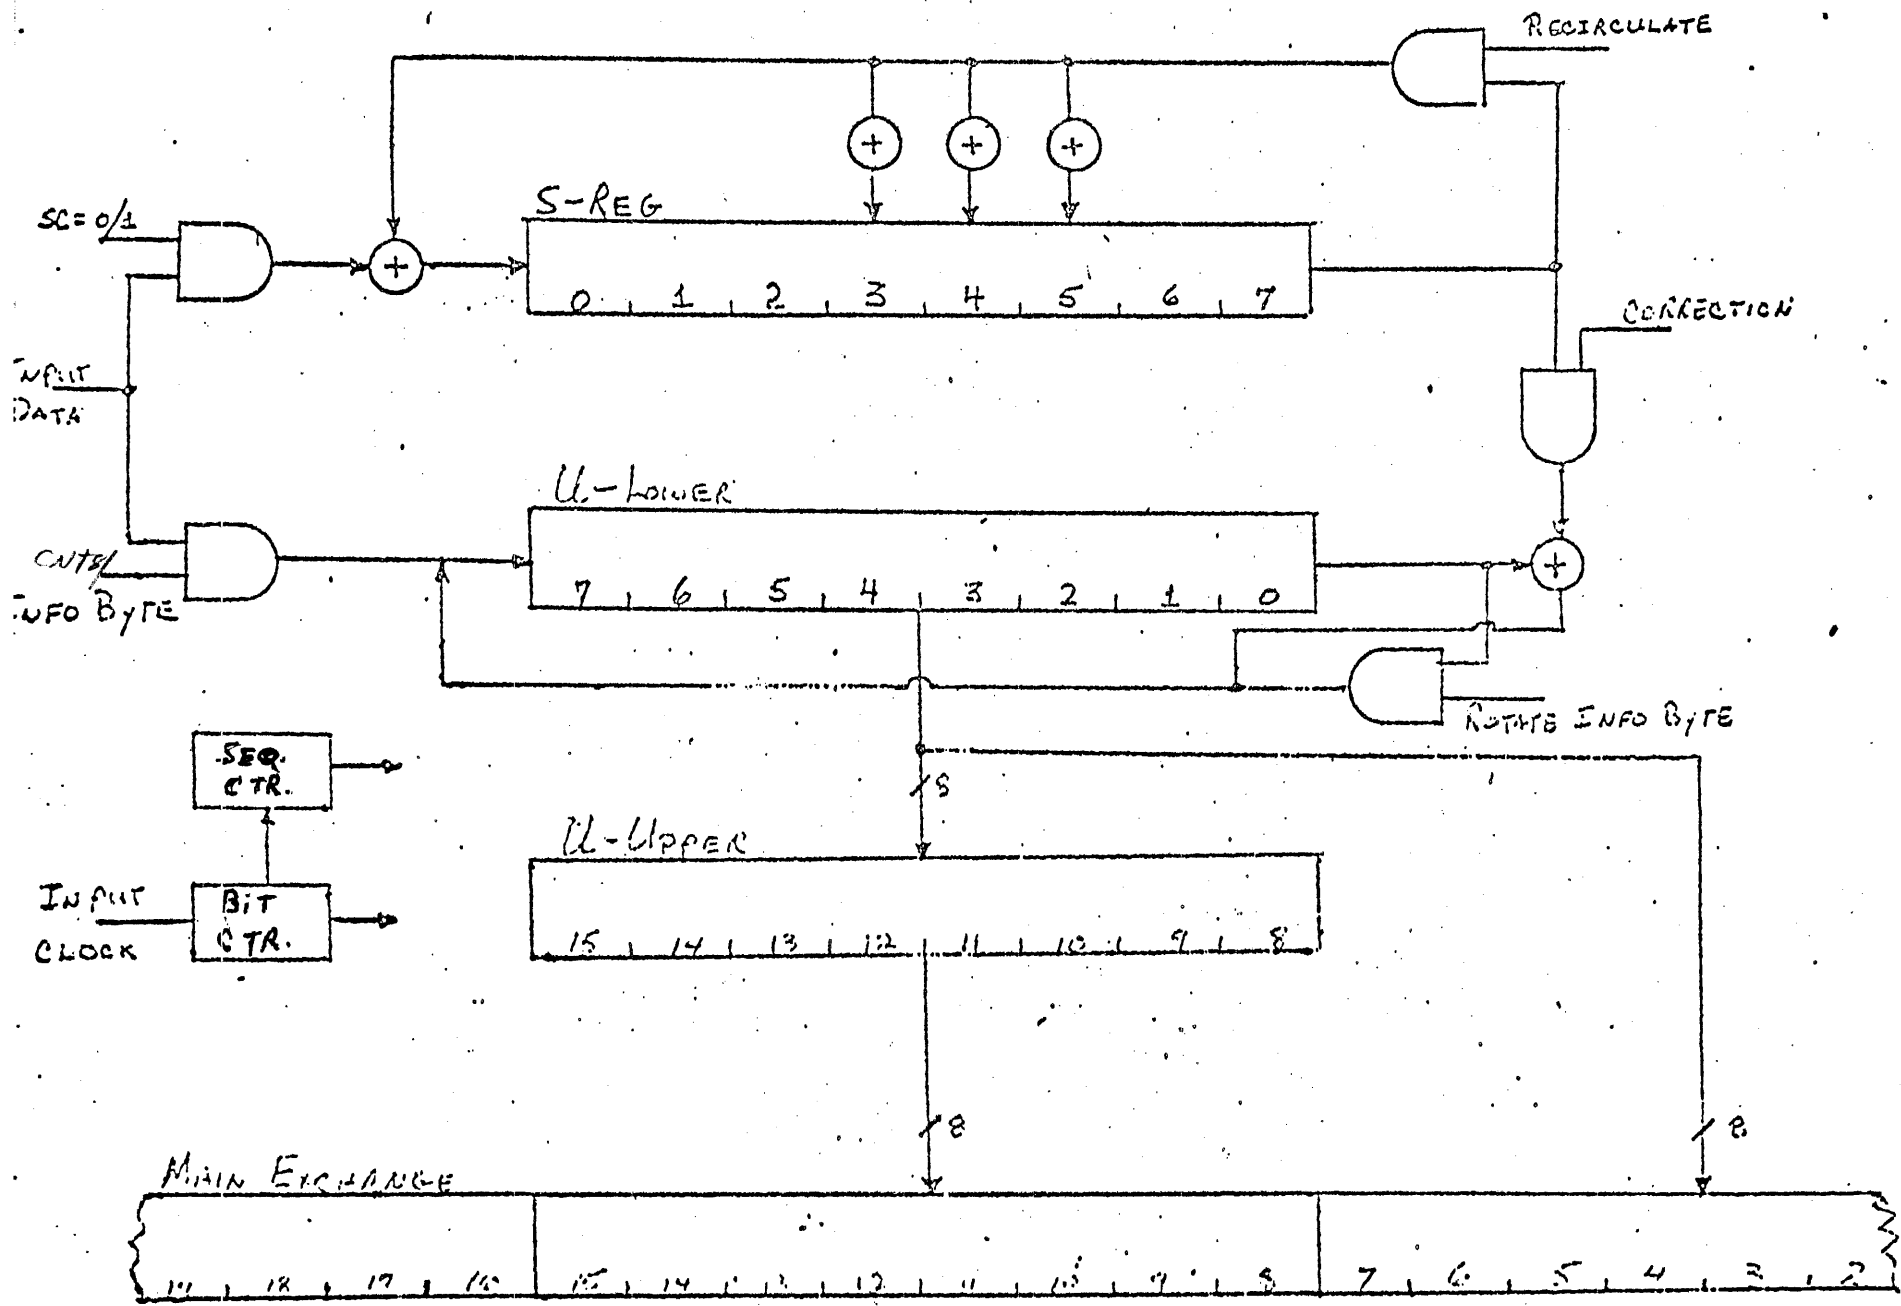 RECIRCULATE
S-REG
SC=0/1
0 1 2 3 4 5 6 7
CORRECTION
INPUT
DATA
U-LOWER
7 6 5 4 3 2 1 0
INFO BYTE
ROTATE INFO BYTE
SEQ.
CTR.
8
U-UPPER
INPUT
CLOCK
BIT
CTR.
15 14 13 12 11 10 9 8
8
8
MAIN EXCHANGE
19 18 17 16 15 14 13 12 11 10 9 8 7 6 5 4 3 2